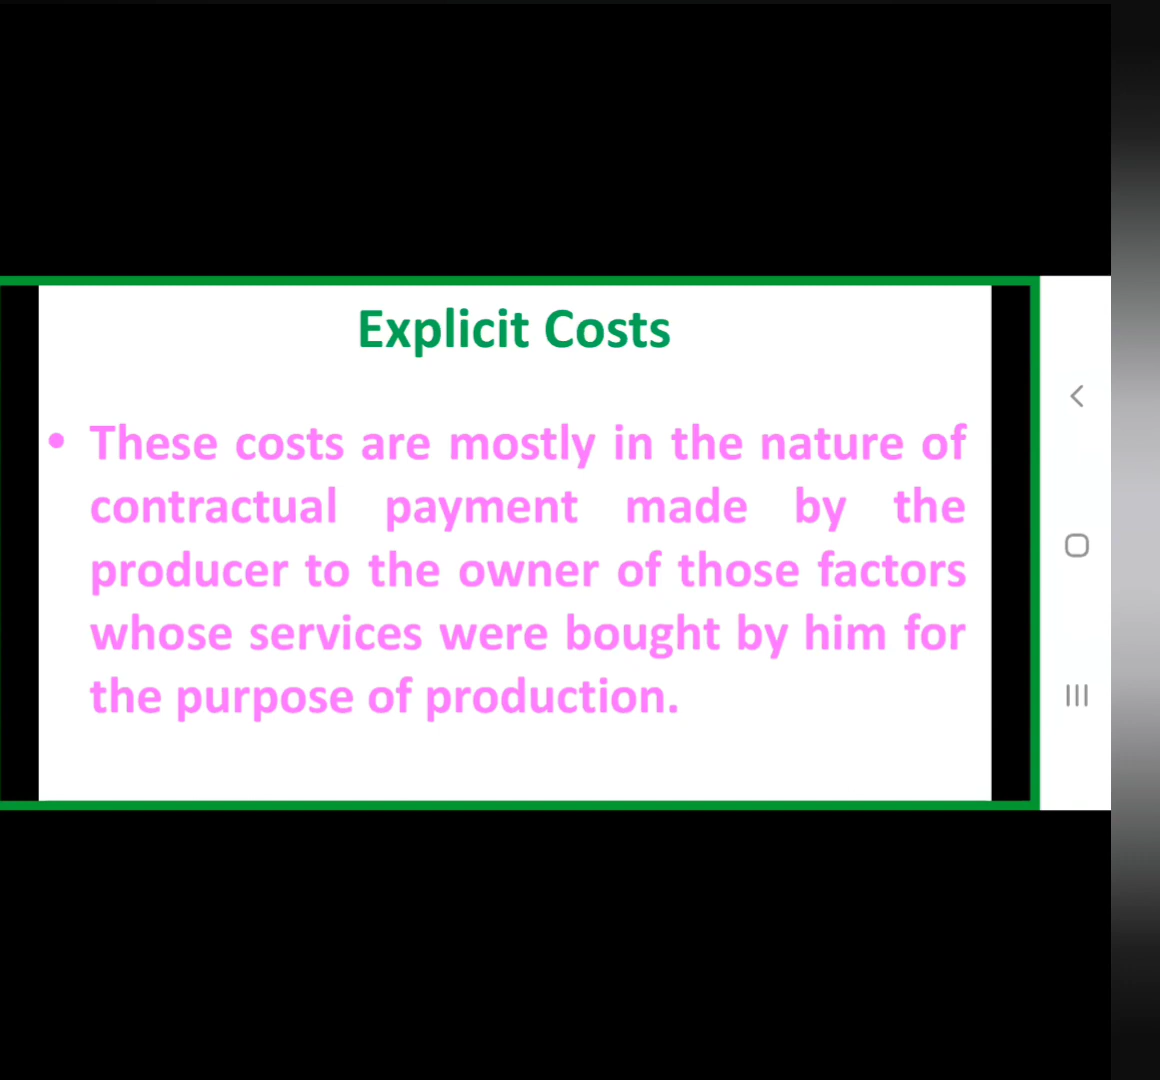 Explicit Costs
• These costs are mostly in the nature of
contractual payment made by the
producer to the owner of those factors
whose services were bought by him for
the purpose of production.